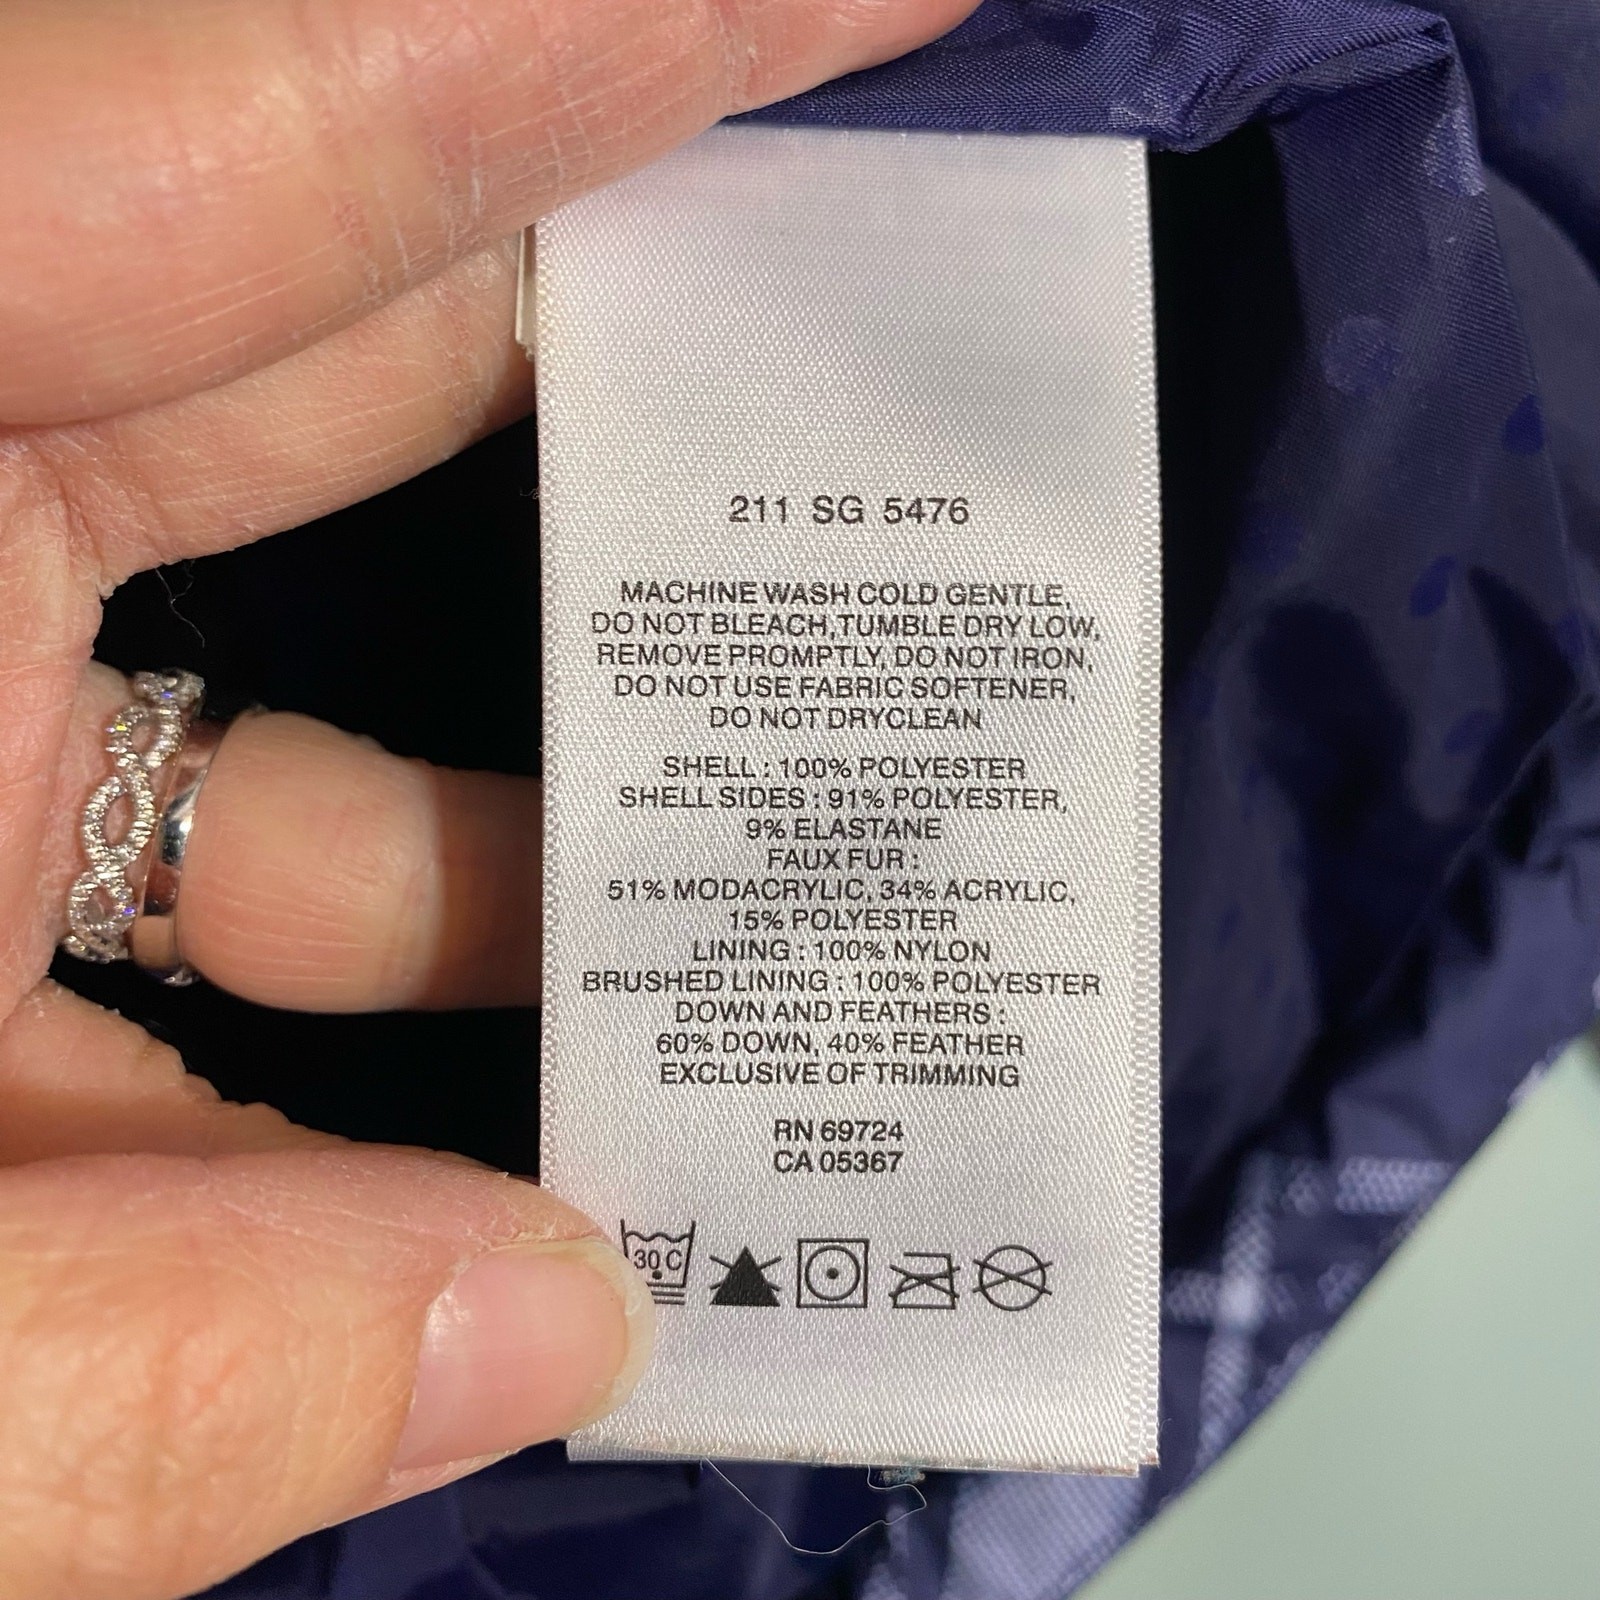 211 SG 5476
MACHINE WASH COLD GENTLE,
DO NOT BLEACH, TUMBLE DRY LOW,
REMOVE PROMPTLY, DO NOT IRON,
DO NOT USE FABRIC SOFTENER,
DO NOT DRYCLEAN
SHELL : 100% POLYESTER
SHELL SIDES : 91% POLYESTER,
9% ELASTANE
FAUX FUR :
51% MODACRYLIC, 34% ACRYLIC,
15% POLYESTER
LINING : 100% NYLON
BRUSHED LINING : 100% POLYESTER
DOWN AND FEATHERS :
60% DOWN, 40% FEATHER
EXCLUSIVE OF TRIMMING
RN 69724
CA 05367
30 C